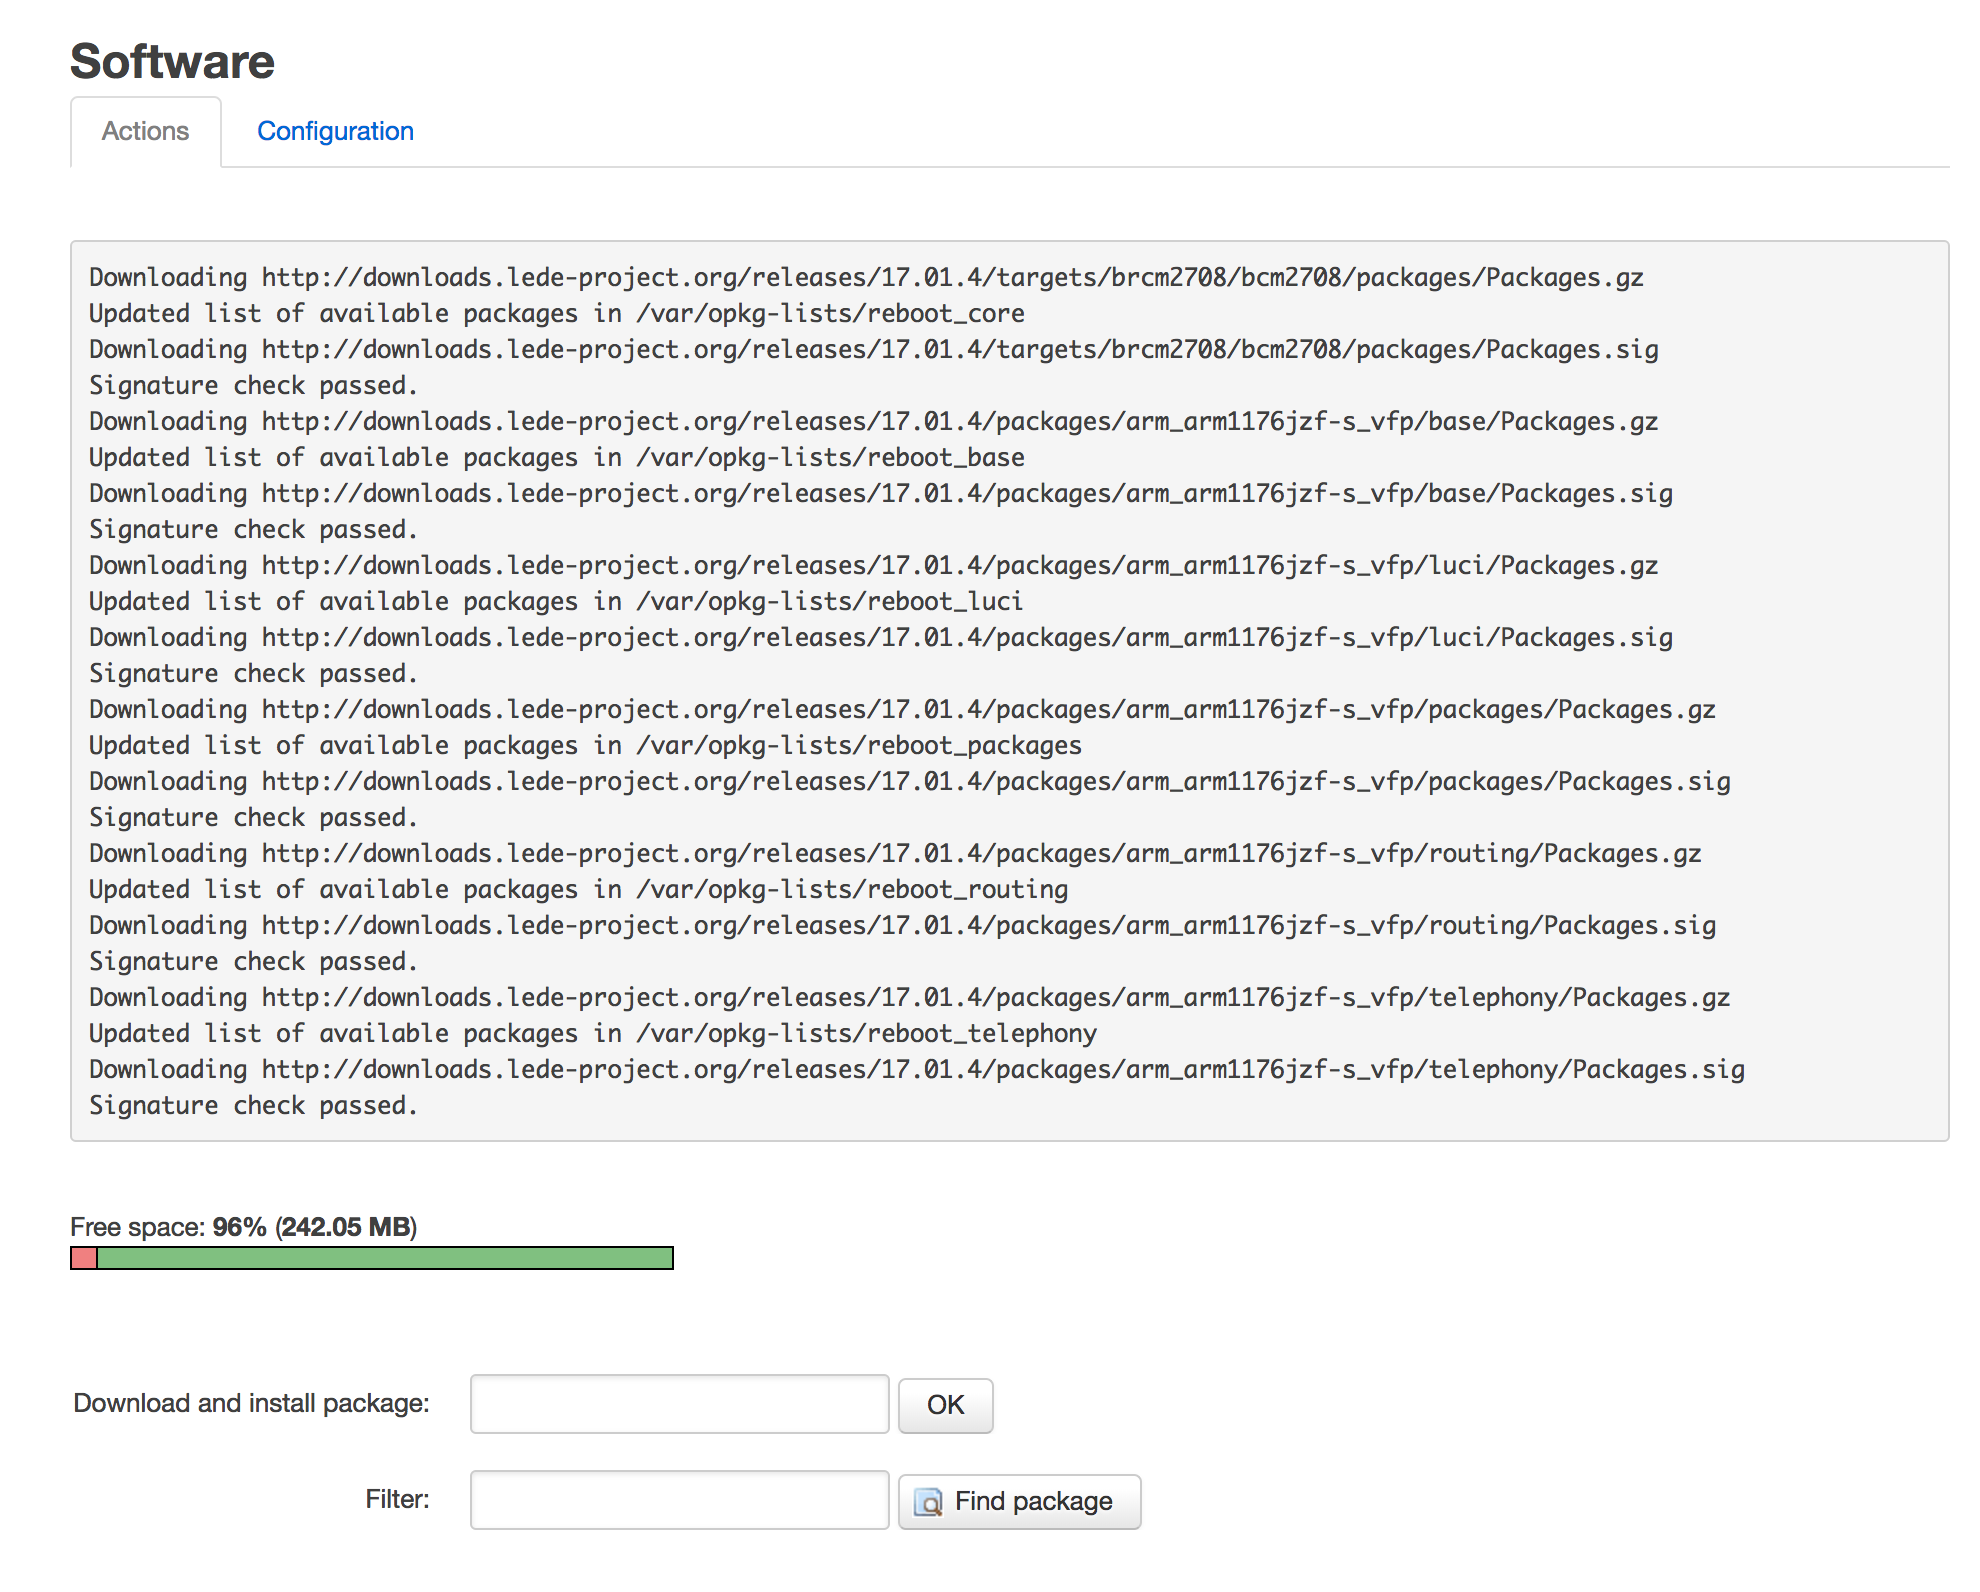 Software
Actions Configuration
Downloading http://downloads.lede-project.org/releases/17.01.4/targets/brcm2708/bcm2708/packages/Packages.gz
Updated list of available packages in /var/opkg-lists/reboot_core
Downloading http://downloads.lede-project.org/releases/17.01.4/targets/brcm2708/bcm2708/packages/Packages.sig
Signature check passed.
Downloading http://downloads.lede-project.org/releases/17.01.4/packages/arm_arm1176jzf-s_vfp/base/Packages.gz
Updated list of available packages in /var/opkg-lists/reboot_base
Downloading http://downloads.lede-project.org/releases/17.01.4/packages/arm_arm1176jzf-s_vfp/base/Packages.sig
Signature check passed.
Downloading http://downloads.lede-project.org/releases/17.01.4/packages/arm_arm1176jzf-s_vfp/luci/Packages.gz
Updated list of available packages in /var/opkg-lists/reboot_luci
Downloading http://downloads.lede-project.org/releases/17.01.4/packages/arm_arm1176jzf-s_vfp/luci/Packages.sig
Signature check passed.
Downloading http://downloads.lede-project.org/releases/17.01.4/packages/arm_arm1176jzf-s_vfp/packages/Packages.gz
Updated list of available packages in /var/opkg-lists/reboot_packages
Downloading http://downloads.lede-project.org/releases/17.01.4/packages/arm_arm1176jzf-s_vfp/packages/Packages.sig
Signature check passed.
Downloading http://downloads.lede-project.org/releases/17.01.4/packages/arm_arm1176jzf-s_vfp/routing/Packages.gz
Updated list of available packages in /var/opkg-lists/reboot_routing
Downloading http://downloads.lede-project.org/releases/17.01.4/packages/arm_arm1176jzf-s_vfp/routing/Packages.sig
Signature check passed.
Downloading http://downloads.lede-project.org/releases/17.01.4/packages/arm_arm1176jzf-s_vfp/telephony/Packages.gz
Updated list of available packages in /var/opkg-lists/reboot_telephony
Downloading http://downloads.lede-project.org/releases/17.01.4/packages/arm_arm1176jzf-s_vfp/telephony/Packages.sig
Signature check passed.
Free space: 96% (242.05 MB)
Download and install package: OK
Filter: Find package